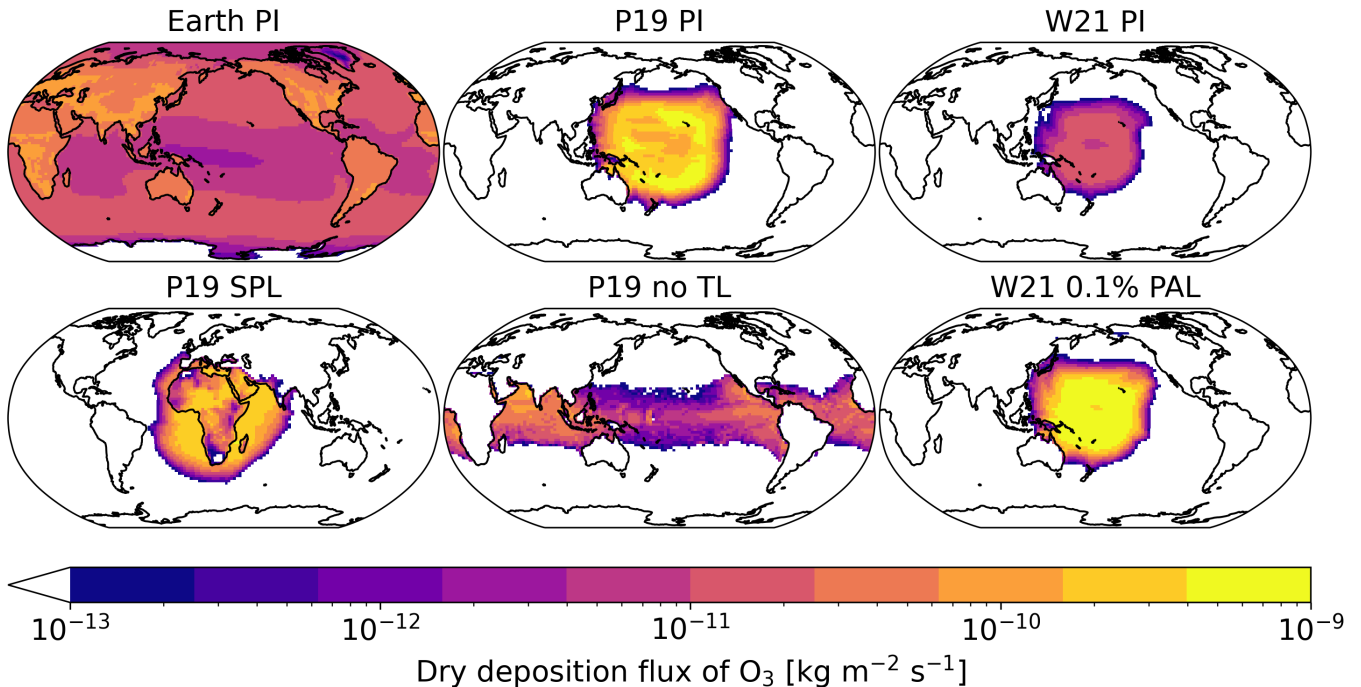 Earth PI
P19 PI
W21 PI
P19 SPL
P19 no TL
W21 0.1% PAL
10⁻¹³
10⁻¹²
10⁻¹¹
10⁻¹⁰
10⁻⁹
Dry deposition flux of O₃ [kg m⁻² s⁻¹]